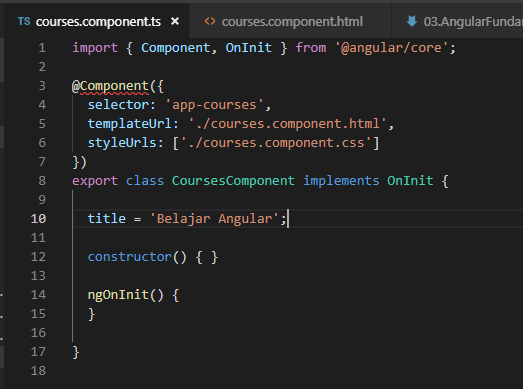 TS courses.component.ts × <> courses.component.html 03.AngularFundar
1 import { Component, OnInit } from '@angular/core';
2
3 @Component({
4 selector: 'app-courses',
5 templateUrl: './courses.component.html',
6 styleUrls: ['./courses.component.css']
7 })
8 export class CoursesComponent implements OnInit {
9
10 title = 'Belajar Angular';
11
12 constructor() { }
13
14 ngOnInit() {
15 }
16
17 }
18